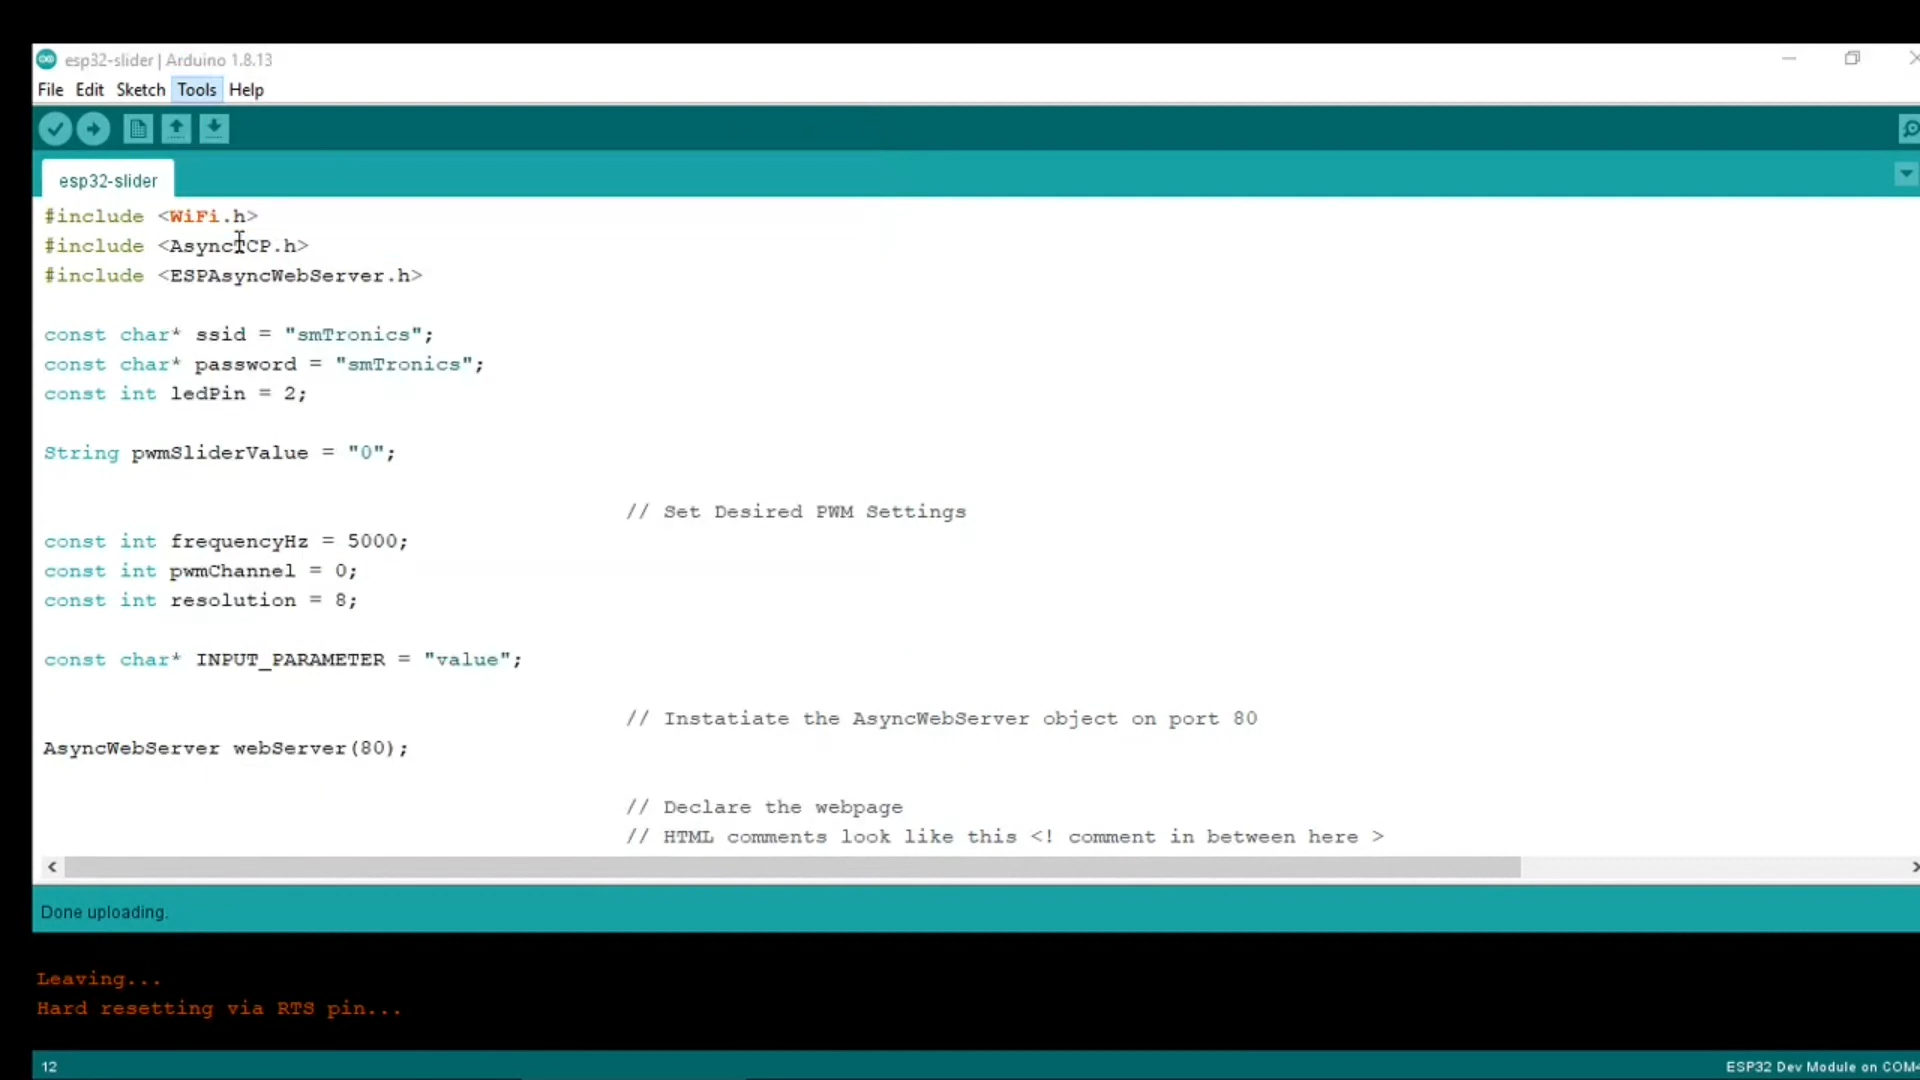 esp32-slider | Arduino 1.8.13
File Edit Sketch Tools Help
esp32-slider
#include <WiFi.h>
#include <AsyncTCP.h>
#include <ESPAsyncWebServer.h>
const char* ssid = "smTronics";
const char* password = "smTronics";
const int ledPin = 2;
String pwmSliderValue = "0";
// Set Desired PWM Settings
const int frequencyHz = 5000;
const int pwmChannel = 0;
const int resolution = 8;
const char* INPUT_PARAMETER = "value";
// Instatiate the AsyncWebServer object on port 80
AsyncWebServer webServer(80);
// Declare the webpage
// HTML comments look like this <! comment in between here >
Done uploading.
Leaving...
Hard resetting via RTS pin...
12 ESP32 Dev Module on COM